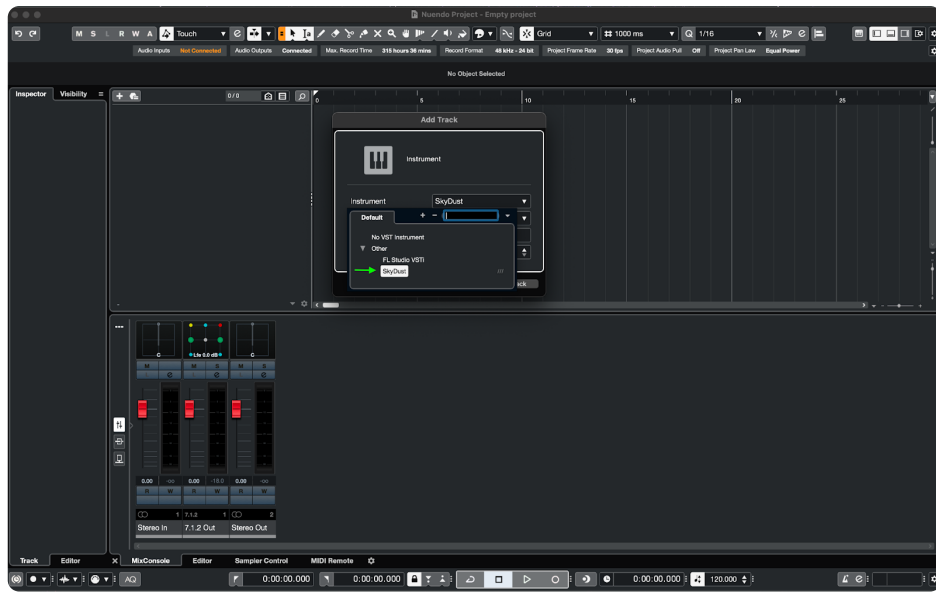 Nuendo Project - Empty project
M S L R W A Touch Grid 1000 ms Q 1/16
Audio Inputs Not Connected Audio Outputs Connected Max. Record Time 315 hours 36 mins Record Format 48 kHz - 24 bit Project Frame Rate 30 fps Project Audio Pull Off Project Pan Law Equal Power
No Object Selected
Inspector Visibility
0/0
0 5 10 15 20 25
Add Track
Instrument
Instrument SkyDust
Default + -
No VST Instrument
Other
FL Studio VSTi
SkyDust
ck
C Lfe 0.0 dB C
M M S M S
e e e
0.00 -oo 0.00 -18.0 0.00 -oo
R W R W R W
1 7.1.2 1 2
Stereo In 7.1.2 Out Stereo Out
Track Editor X MixConsole Editor Sampler Control MIDI Remote
AQ 0:00:00.000 0:00:00.000 0:00:00.000 120.000